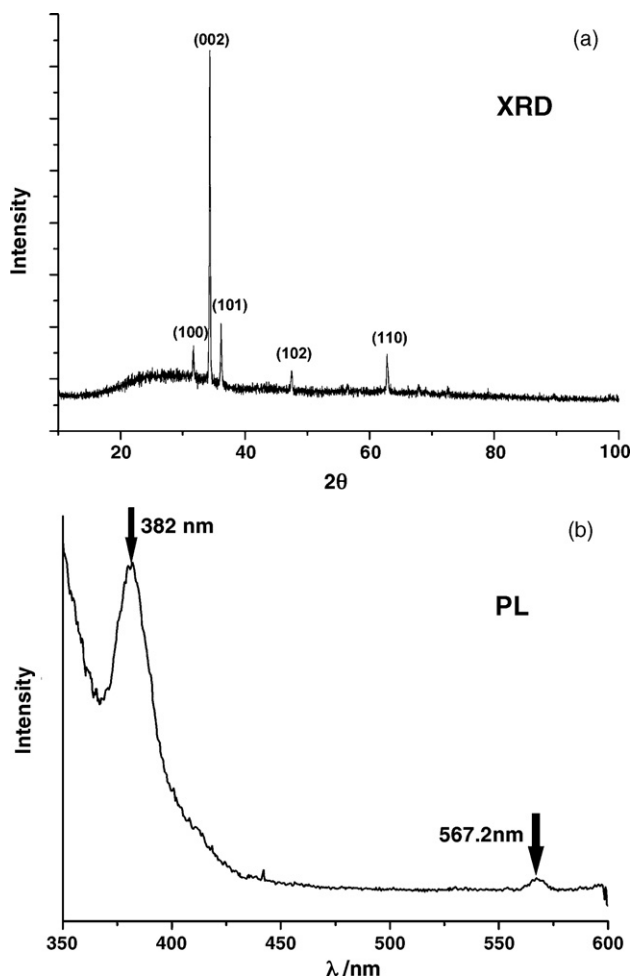 (a)
XRD
(002)
(101)
(100)
(102)
(110)
Intensity
20 40 60 80 100
2θ
(b)
382 nm
PL
567.2nm
Intensity
350 400 450 500 550 600
λ /nm